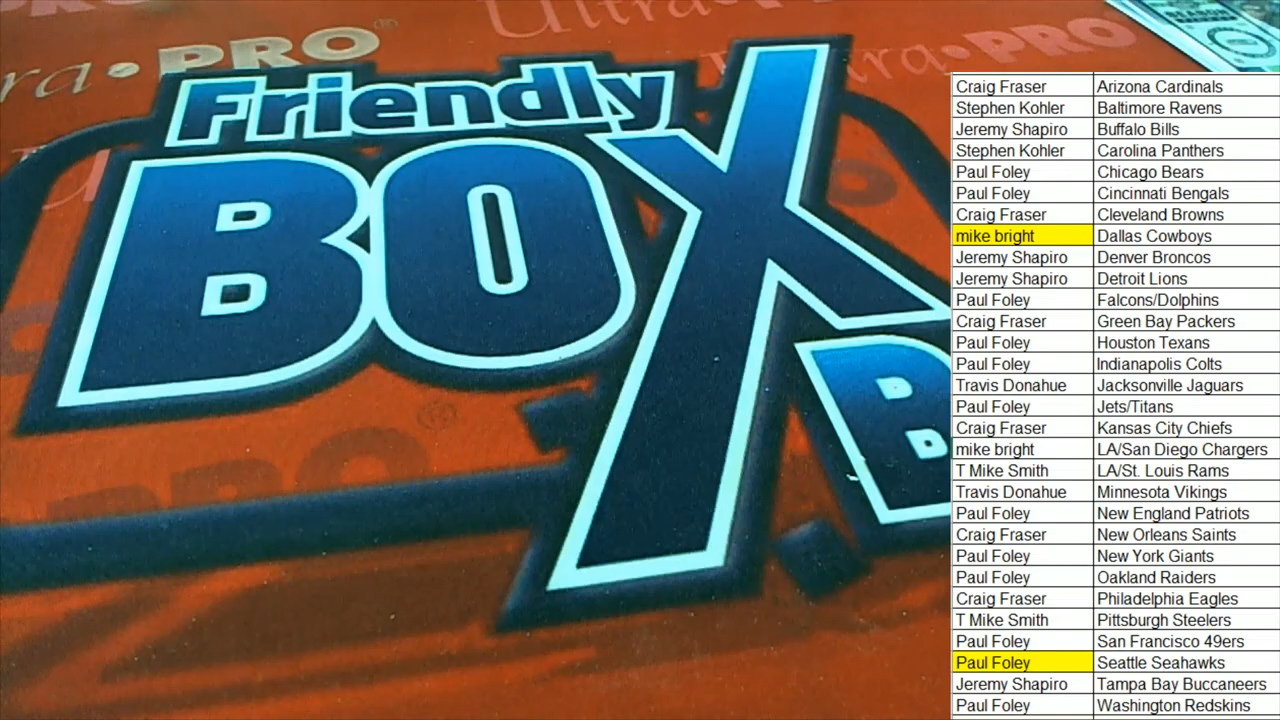 PRO
Ultra
ra•PRO®
tra•PRO
Friendly
BOX
B
Craig Fraser Arizona Cardinals
Stephen Kohler Baltimore Ravens
Jeremy Shapiro Buffalo Bills
Stephen Kohler Carolina Panthers
Paul Foley Chicago Bears
Paul Foley Cincinnati Bengals
Craig Fraser Cleveland Browns
mike bright Dallas Cowboys
Jeremy Shapiro Denver Broncos
Jeremy Shapiro Detroit Lions
Paul Foley Falcons/Dolphins
Craig Fraser Green Bay Packers
Paul Foley Houston Texans
Paul Foley Indianapolis Colts
Travis Donahue Jacksonville Jaguars
Paul Foley Jets/Titans
Craig Fraser Kansas City Chiefs
mike bright LA/San Diego Chargers
T Mike Smith LA/St. Louis Rams
Travis Donahue Minnesota Vikings
Paul Foley New England Patriots
Craig Fraser New Orleans Saints
Paul Foley New York Giants
Paul Foley Oakland Raiders
Craig Fraser Philadelphia Eagles
T Mike Smith Pittsburgh Steelers
Paul Foley San Francisco 49ers
Paul Foley Seattle Seahawks
Jeremy Shapiro Tampa Bay Buccaneers
Paul Foley Washington Redskins